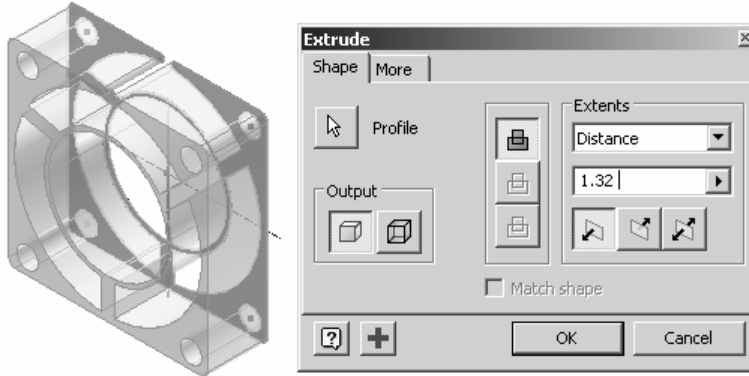 Extrude
Shape
More
Profile
Extents
Distance
1.32
Output
Match shape
OK
Cancel